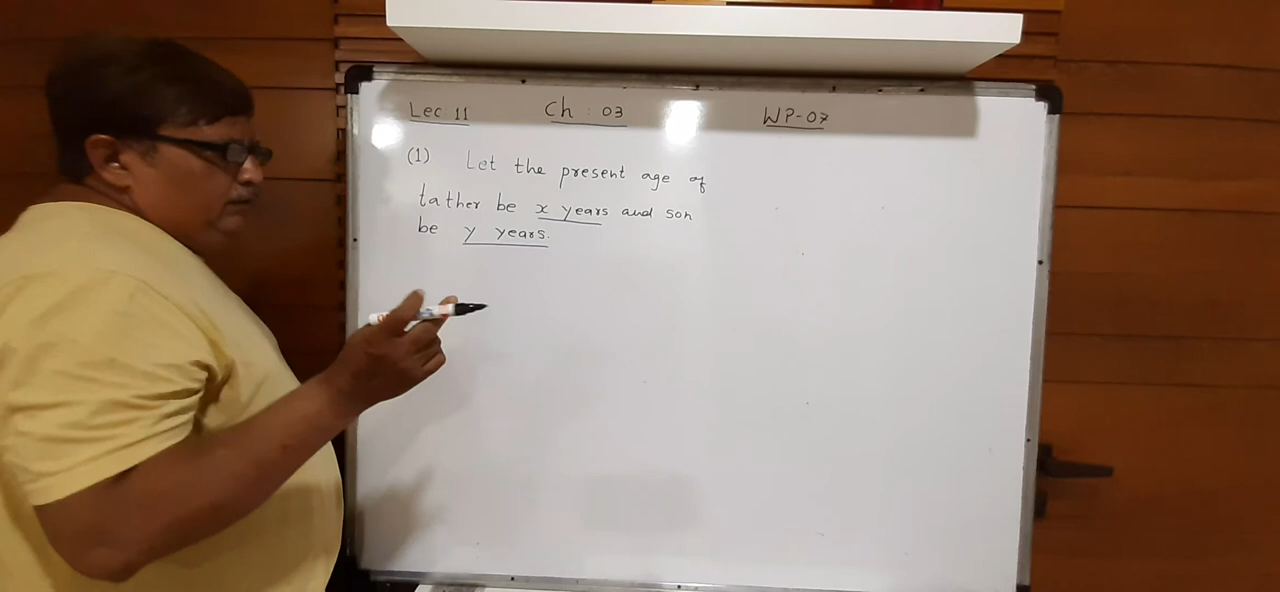 Lec 11 Ch : 03 WP-07
(1) Let the present age of
father be x years and son
be y years.